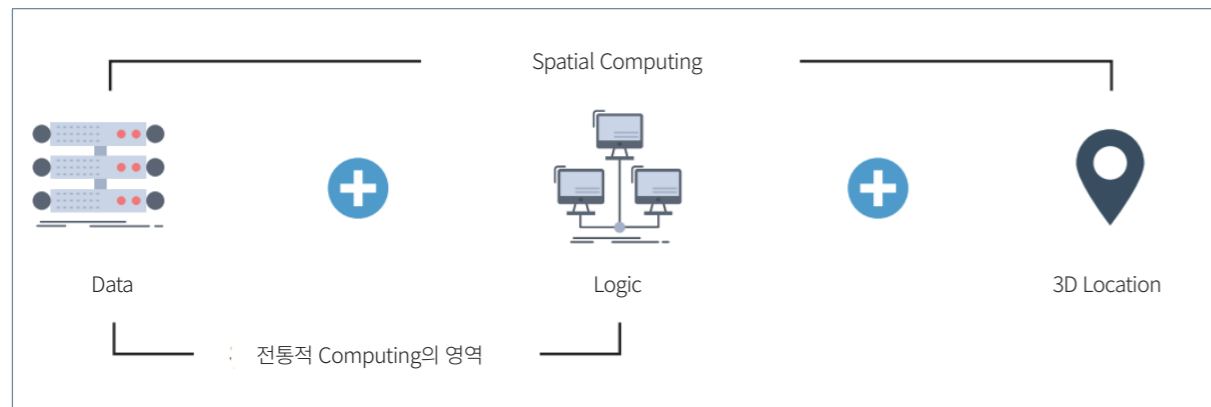 Spatial Computing
Data
Logic
3D Location
전통적 Computing의 영역